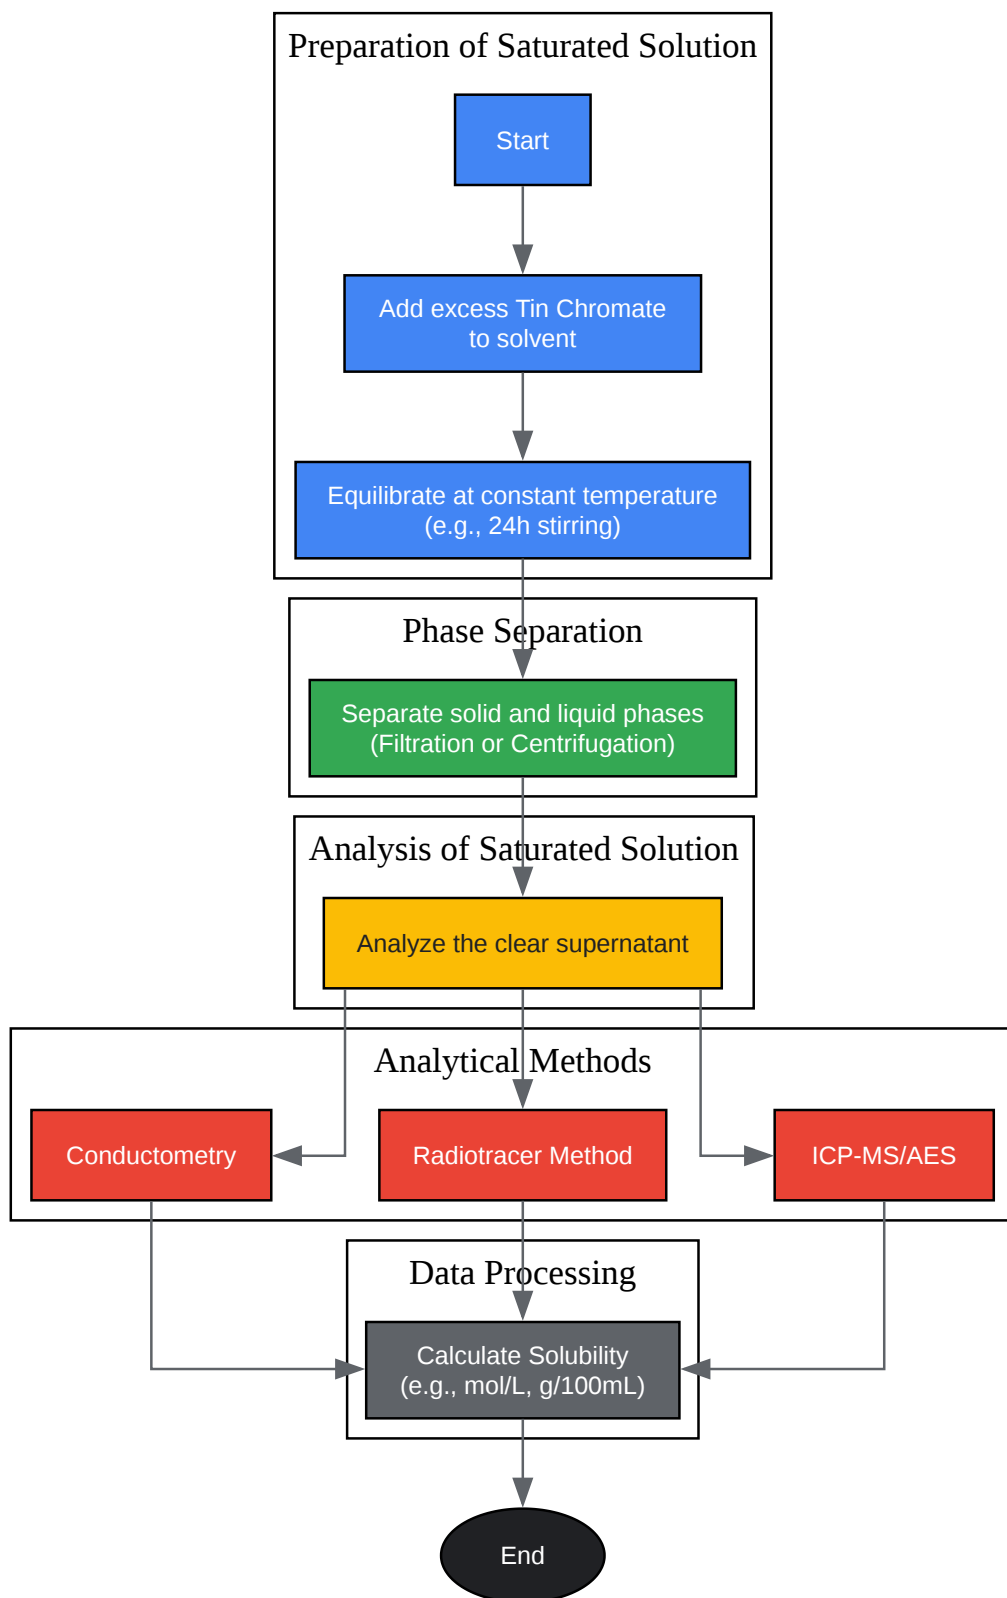 Preparation of Saturated Solution
Start
Add excess Tin Chromate
to solvent
Equilibrate at constant temperature
(e.g., 24h stirring)
Phase Separation
Separate solid and liquid phases
(Filtration or Centrifugation)
Analysis of Saturated Solution
Analyze the clear supernatant
Analytical Methods
Conductometry
Radiotracer Method
ICP-MS/AES
Data Processing
Calculate Solubility
(e.g., mol/L, g/100mL)
End